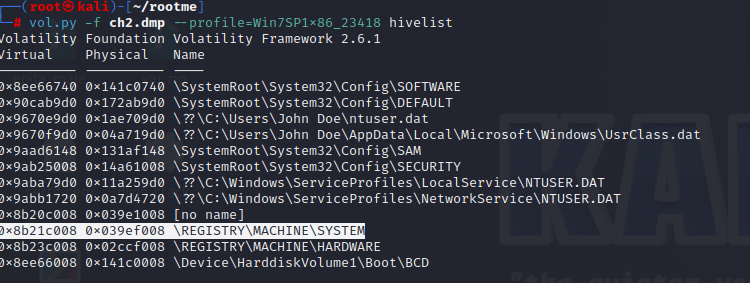 (root㉿kali)-[~/rootme]
# vol.py -f ch2.dmp --profile=Win7SP1×86_23418 hivelist
Volatility Foundation Volatility Framework 2.6.1
Virtual Physical Name
0×8ee66740 0×141c0740 \SystemRoot\System32\Config\SOFTWARE
0×90cab9d0 0×172ab9d0 \SystemRoot\System32\Config\DEFAULT
0×9670e9d0 0×1ae709d0 \??\C:\Users\John Doe\ntuser.dat
0×9670f9d0 0×04a719d0 \??\C:\Users\John Doe\AppData\Local\Microsoft\Windows\UsrClass.dat
0×9aad6148 0×131af148 \SystemRoot\System32\Config\SAM
0×9ab25008 0×14a61008 \SystemRoot\System32\Config\SECURITY
0×9aba79d0 0×11a259d0 \??\C:\Windows\ServiceProfiles\LocalService\NTUSER.DAT
0×9abb1720 0×0a7d4720 \??\C:\Windows\ServiceProfiles\NetworkService\NTUSER.DAT
0×8b20c008 0×039e1008 [no name]
0×8b21c008 0×039ef008 \REGISTRY\MACHINE\SYSTEM
0×8b23c008 0×02ccf008 \REGISTRY\MACHINE\HARDWARE
0×8ee66008 0×141c0008 \Device\HarddiskVolume1\Boot\BCD
KA
"the quieter yo